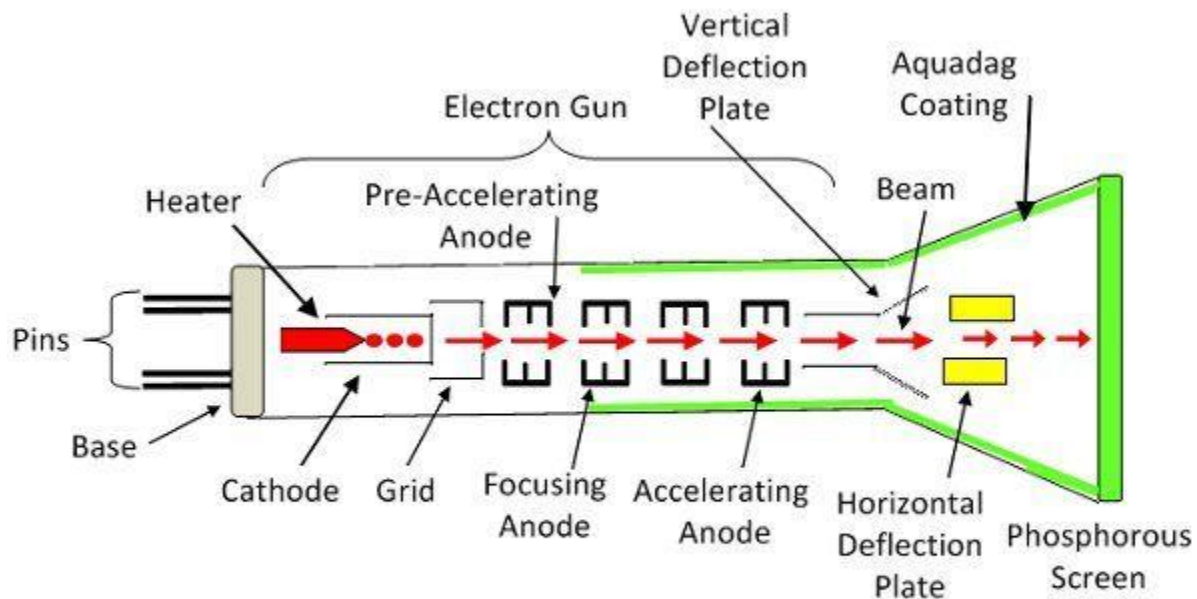 Vertical
Deflection
Plate
Aquadag
Coating
Electron Gun
Heater
Pre-Accelerating
Anode
Beam
Pins
Base
Cathode
Grid
Focusing
Anode
Accelerating
Anode
Horizontal
Deflection
Plate
Phosphorous
Screen